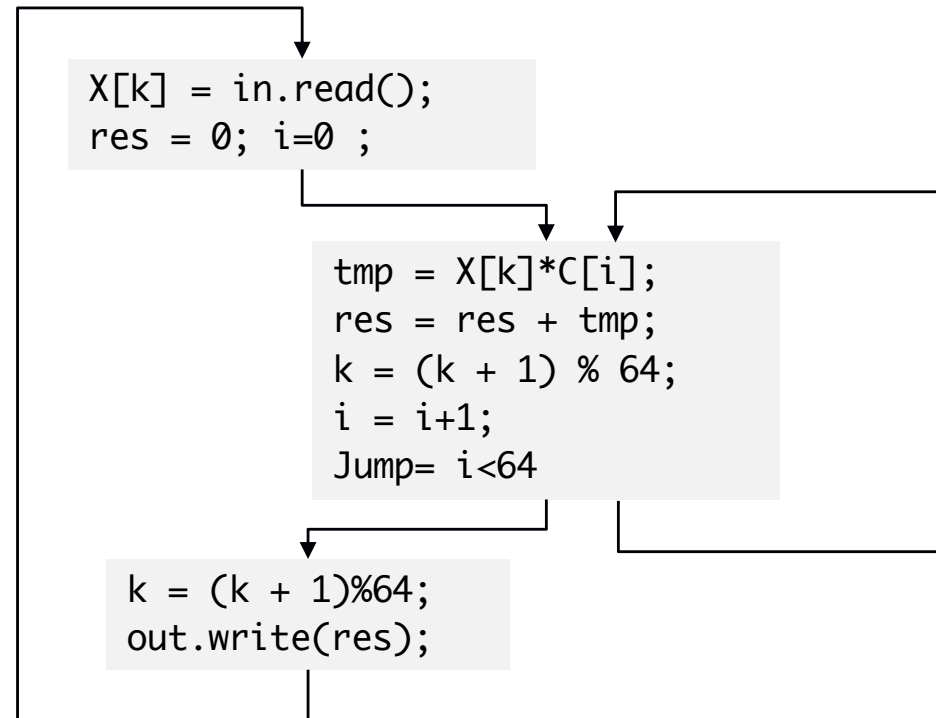 X[k] = in.read();
res = 0; i=0 ;
tmp = X[k]*C[i];
res = res + tmp;
k = (k + 1) % 64;
i = i+1;
Jump= i<64
k = (k + 1)%64;
out.write(res);